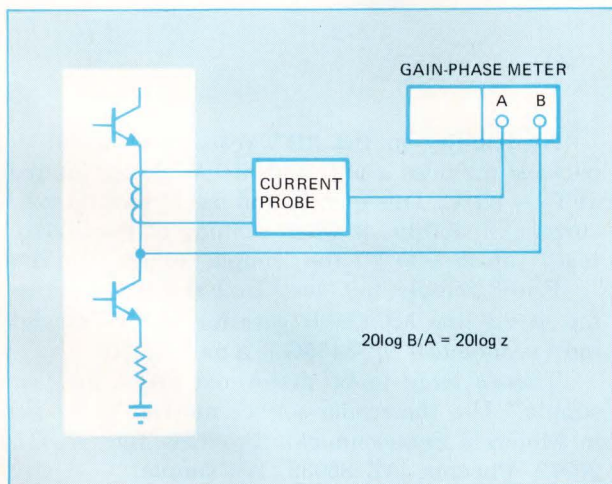 GAIN-PHASE METER
A B
CURRENT
PROBE
20log B/A = 20log z